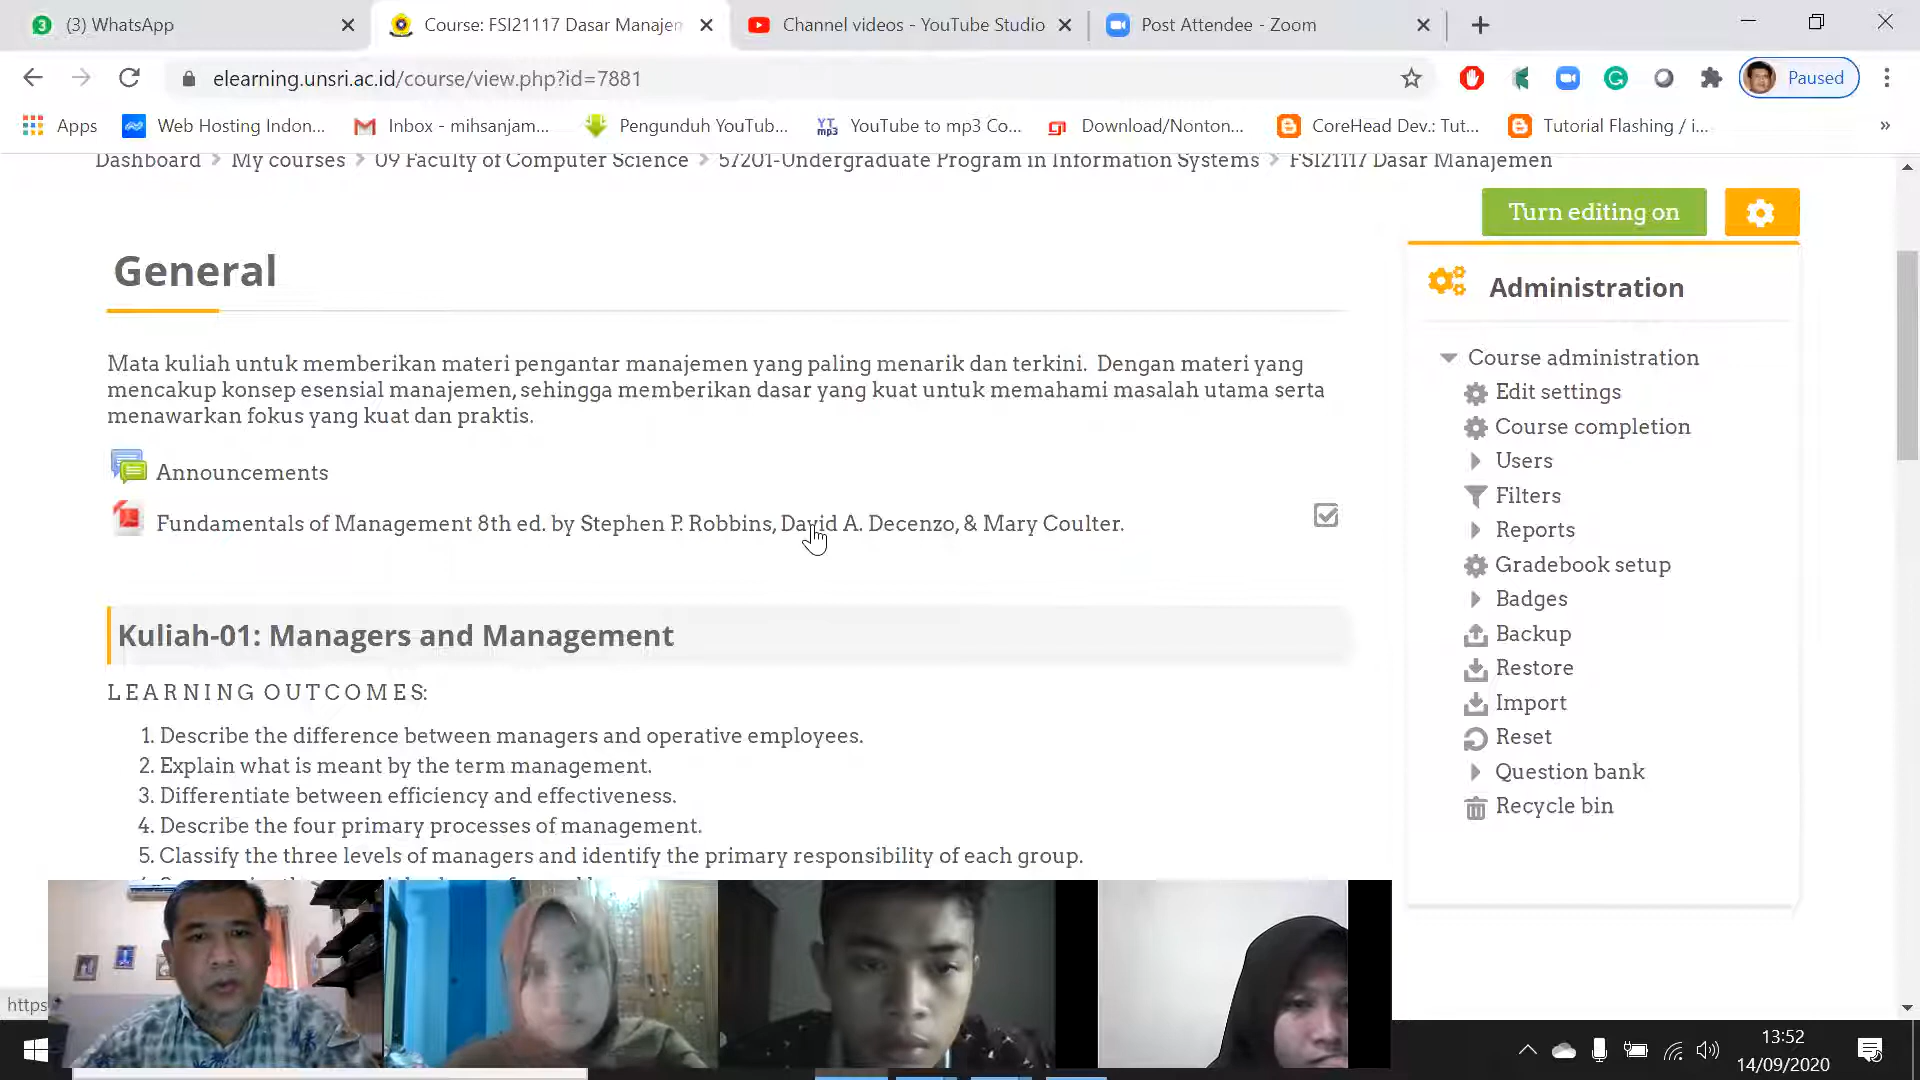 (3) WhatsApp
Course: FSI21117 Dasar Manajem
Channel videos - YouTube Studio
Post Attendee - Zoom
elearning.unsri.ac.id/course/view.php?id=7881
Paused
Apps
Web Hosting Indon...
Inbox - mihsanjam...
Pengunduh YouTub...
YouTube to mp3 Co...
Download/Nonton...
CoreHead Dev.: Tut...
Tutorial Flashing / i...
Dashboard > My courses > 09 Faculty of Computer Science > 57201-Undergraduate Program in Information Systems > FSI21117 Dasar Manajemen
Turn editing on
General
Mata kuliah untuk memberikan materi pengantar manajemen yang paling menarik dan terkini. Dengan materi yang
mencakup konsep esensial manajemen, sehingga memberikan dasar yang kuat untuk memahami masalah utama serta
menawarkan fokus yang kuat dan praktis.
Announcements
Fundamentals of Management 8th ed. by Stephen P. Robbins, David A. Decenzo, & Mary Coulter.
Kuliah-01: Managers and Management
LEARNING OUTCOMES:
1. Describe the difference between managers and operative employees.
2. Explain what is meant by the term management.
3. Differentiate between efficiency and effectiveness.
4. Describe the four primary processes of management.
5. Classify the three levels of managers and identify the primary responsibility of each group.
Administration
Course administration
Edit settings
Course completion
Users
Filters
Reports
Gradebook setup
Badges
Backup
Restore
Import
Reset
Question bank
Recycle bin
https
13:52
14/09/2020